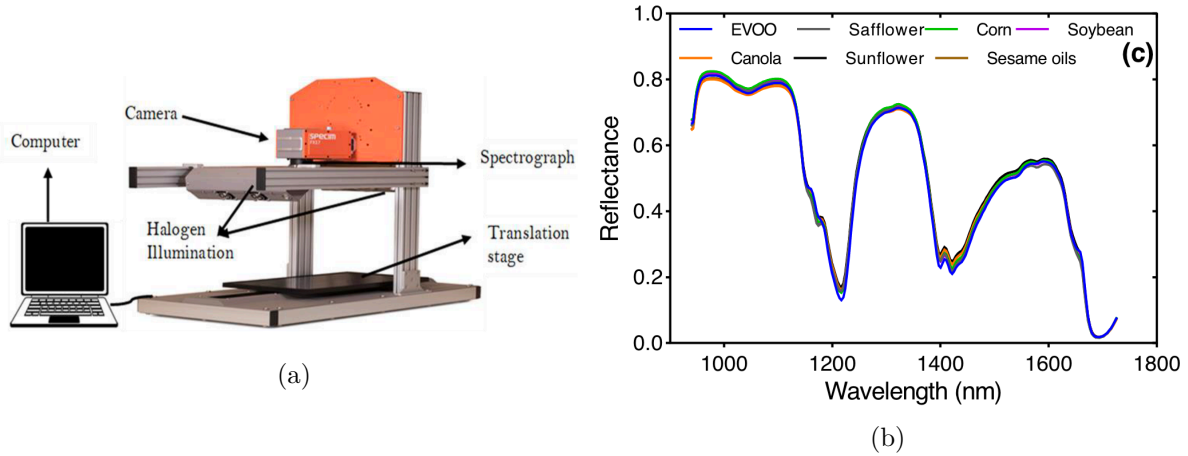 Camera
Computer
Spectrograph
Halogen
Illumination
Translation
stage
SPECIM
(a)
EVOO
Safflower
Corn
Soybean
Canola
Sunflower
Sesame oils
(c)
1.0
0.8
0.6
0.4
0.2
0.0
Reflectance
1000 1200 1400 1600 1800
Wavelength (nm)
(b)